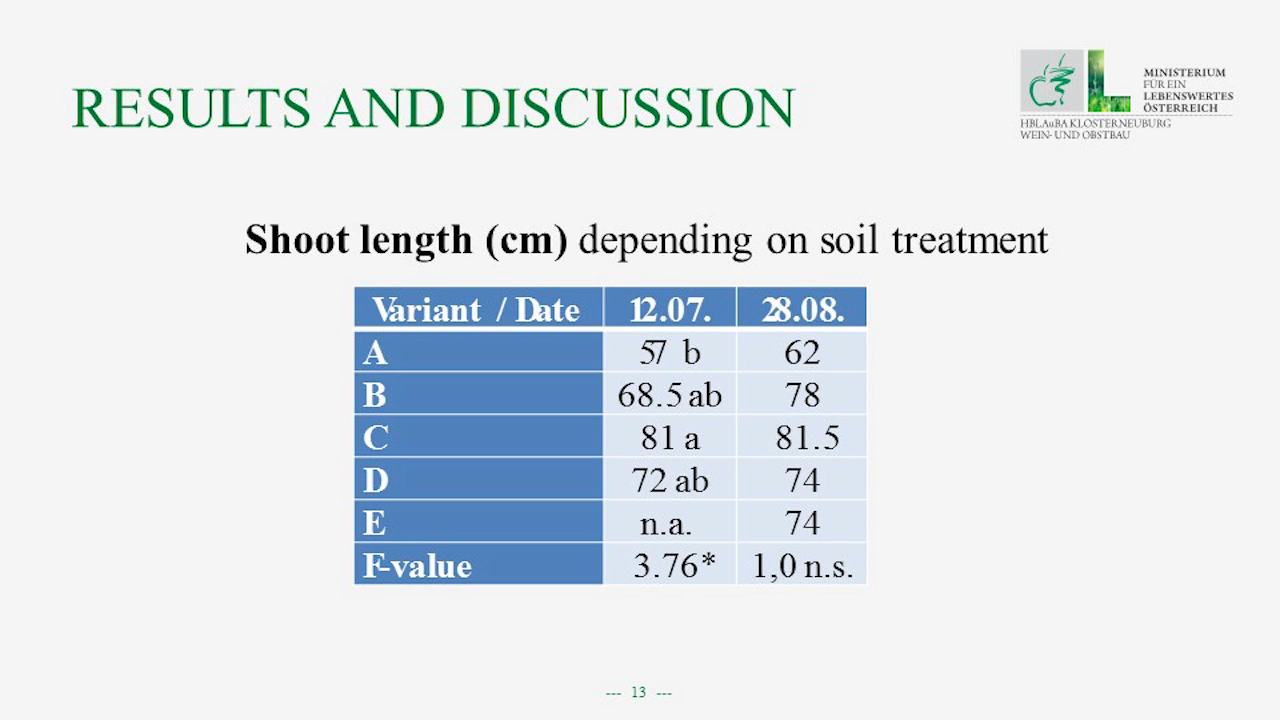 RESULTS AND DISCUSSION
MINISTERIUM
FÜR EIN
LEBENSWERTES
ÖSTERREICH
HBLAuBA KLOSTERNEUBURG
WEIN- UND OBSTBAU
Shoot length (cm) depending on soil treatment
Variant / Date 12.07. 28.08.
A 57 b 62
B 68.5 ab 78
C 81 a 81.5
D 72 ab 74
E n.a. 74
F-value 3.76* 1,0 n.s.
--- 13 ---